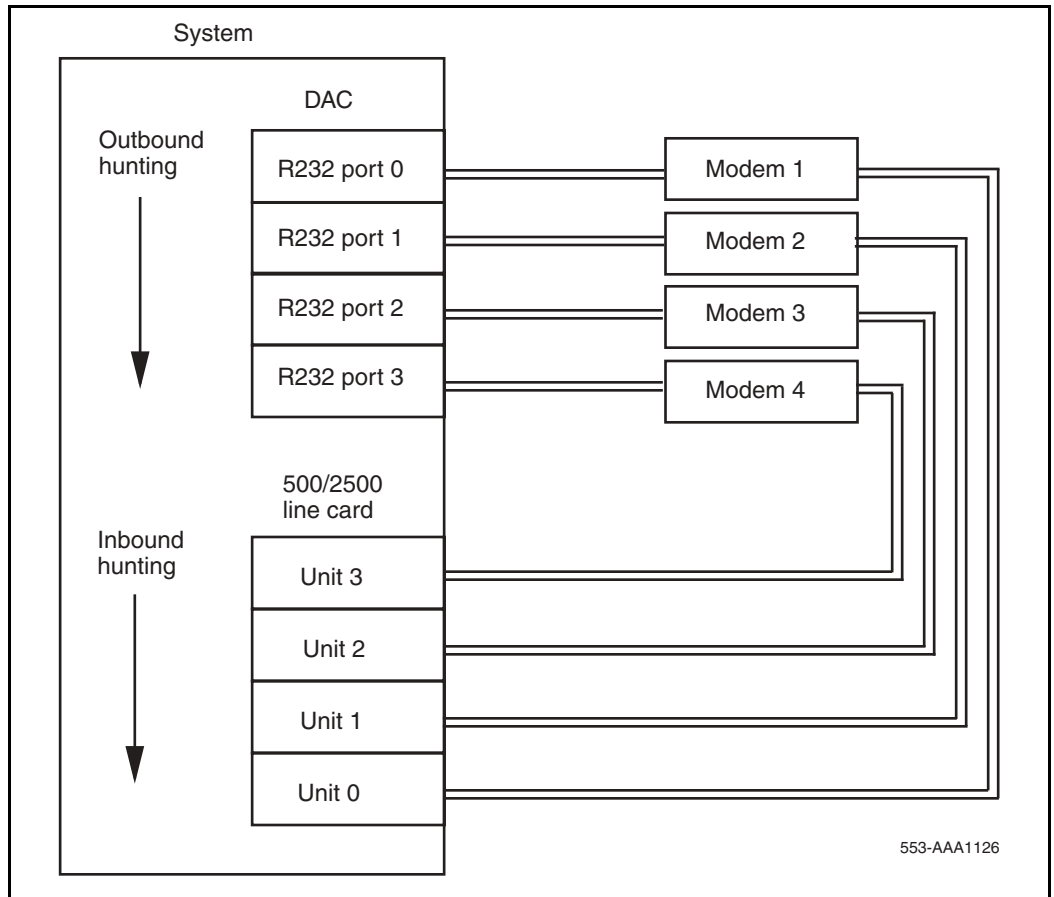 System
DAC
Outbound
hunting
R232 port 0
R232 port 1
R232 port 2
R232 port 3
Modem 1
Modem 2
Modem 3
Modem 4
500/2500
line card
Inbound
hunting
Unit 3
Unit 2
Unit 1
Unit 0
553-AAA1126